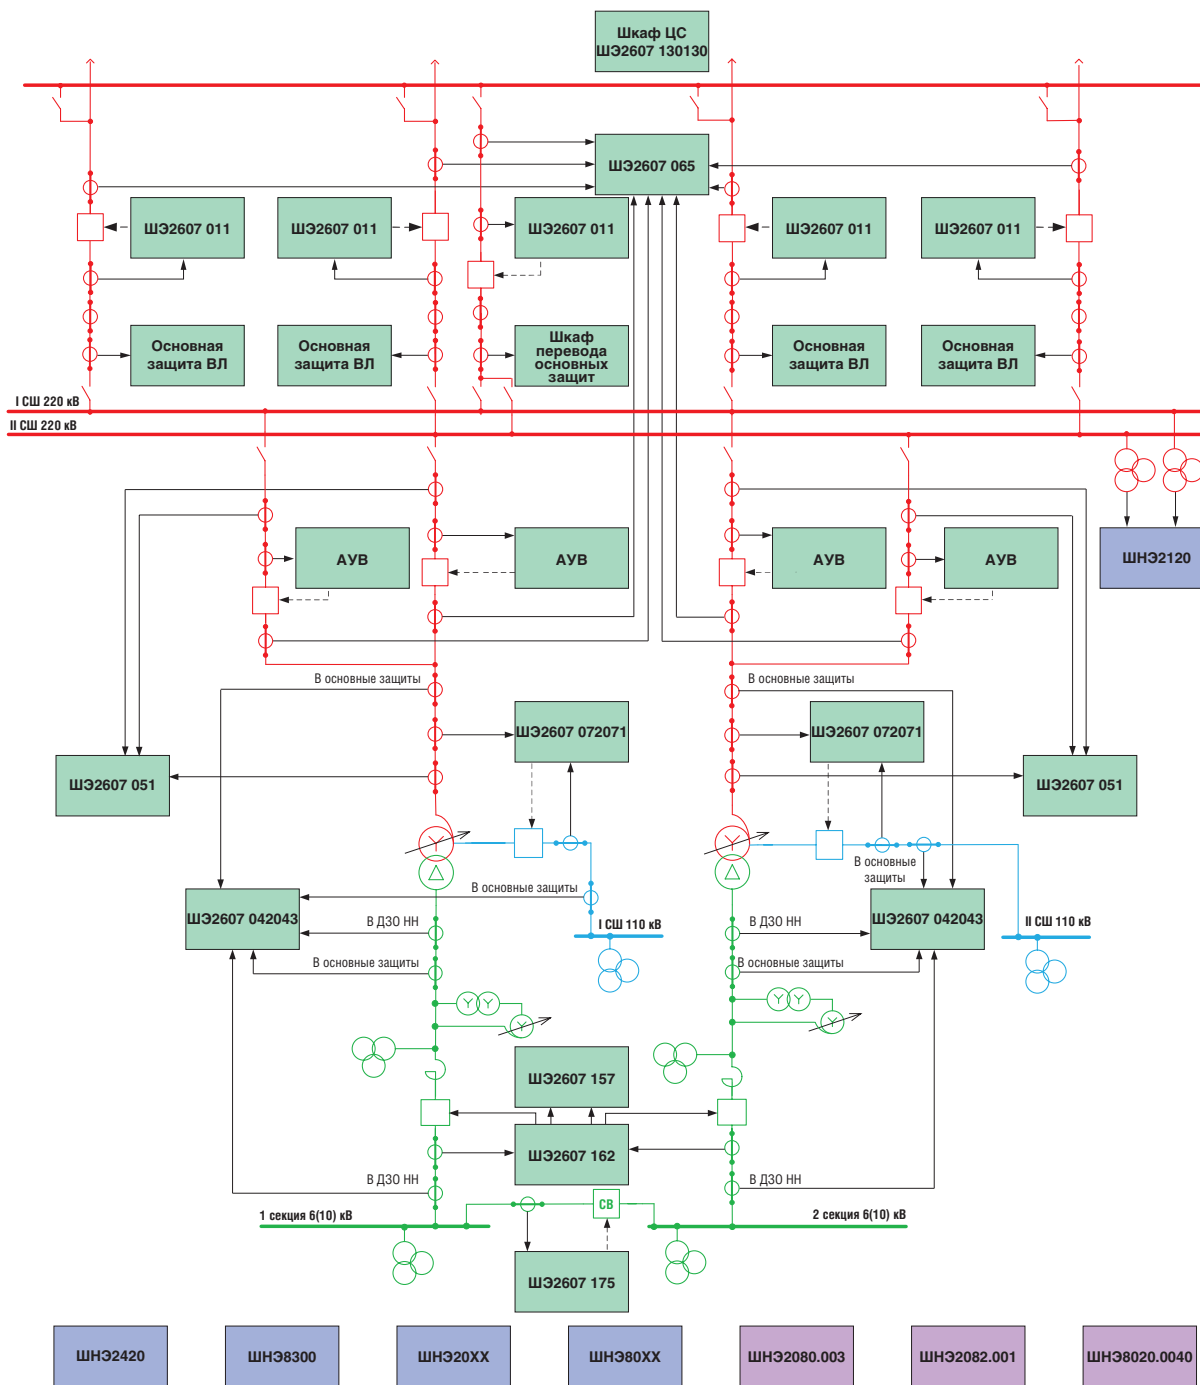 Шкаф ЦС
ШЭ2607 130130
ШЭ2607 065
ШЭ2607 011
ШЭ2607 011
ШЭ2607 011
ШЭ2607 011
ШЭ2607 011
Основная
защита ВЛ
Основная
защита ВЛ
Шкаф
перевода
основных
защит
Основная
защита ВЛ
Основная
защита ВЛ
I СШ 220 кВ
II СШ 220 кВ
АУВ
АУВ
АУВ
АУВ
ШНЭ2120
В основные защиты
В основные защиты
ШЭ2607 072071
ШЭ2607 072071
ШЭ2607 051
ШЭ2607 051
В основные
защиты
В основные защиты
ШЭ2607 042043
ШЭ2607 042043
В ДЗО НН
I СШ 110 кВ
В ДЗО НН
II СШ 110 кВ
В основные защиты
В основные защиты
ШЭ2607 157
ШЭ2607 162
В ДЗО НН
В ДЗО НН
1 секция 6(10) кВ
СВ
2 секция 6(10) кВ
ШЭ2607 175
ШНЭ2420
ШНЭ8300
ШНЭ20ХХ
ШНЭ80ХХ
ШНЭ2080.003
ШНЭ2082.001
ШНЭ8020.0040